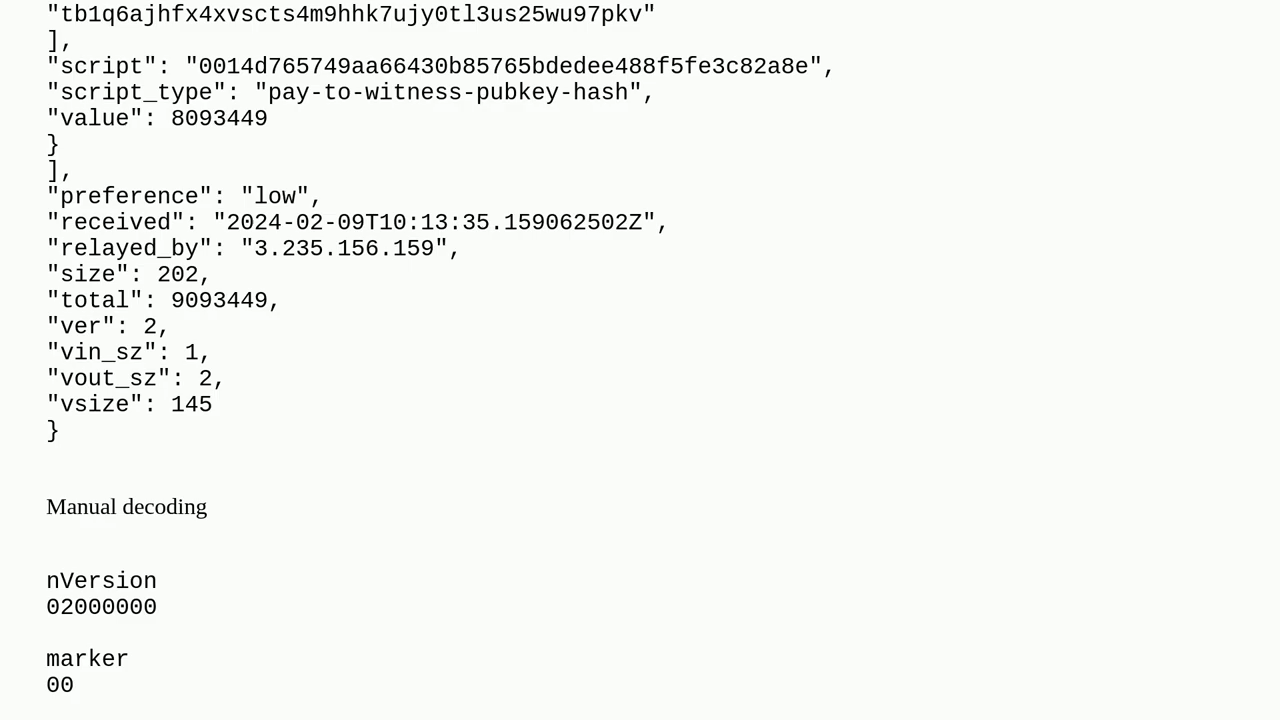 "tb1q6ajhfx4xvscts4m9hhk7ujy0tl3us25wu97pkv"
],
"script": "0014d765749aa66430b85765bdedee488f5fe3c82a8e",
"script_type": "pay-to-witness-pubkey-hash",
"value": 8093449
}
],
"preference": "low",
"received": "2024-02-09T10:13:35.159062502Z",
"relayed_by": "3.235.156.159",
"size": 202,
"total": 9093449,
"ver": 2,
"vin_sz": 1,
"vout_sz": 2,
"vsize": 145
}
Manual decoding
nVersion
02000000
marker
00